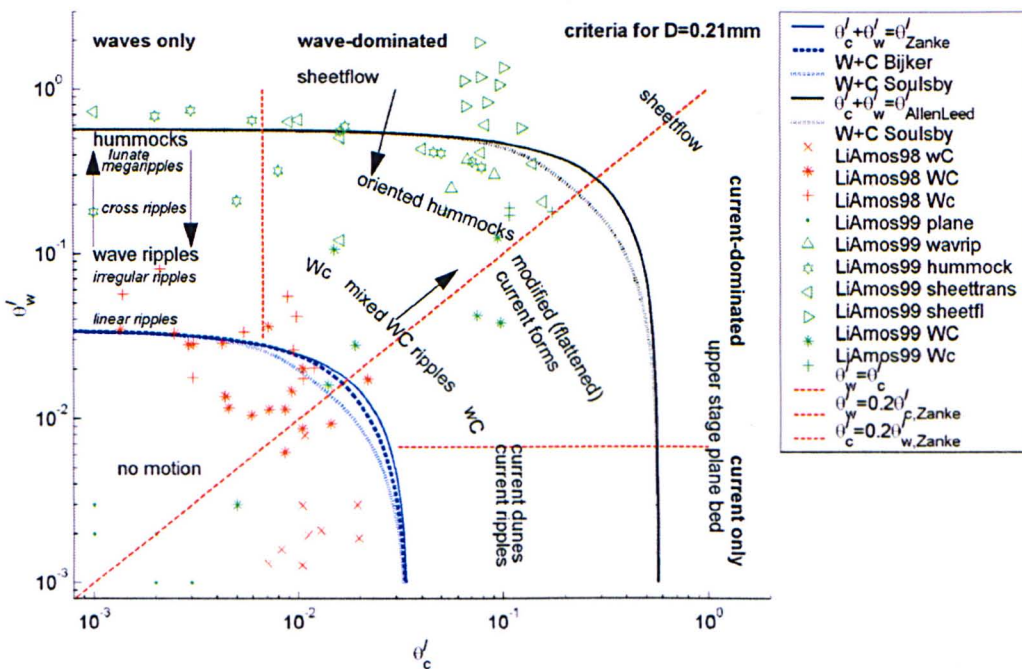 waves only
wave-dominated
criteria for D=0.21mm
sheetflow
sheetflow
hummocks
lunate
megaripples
cross ripples
wave ripples
irregular ripples
linear ripples
oriented hummocks
Wc mixed WC ripples wC
modified (flattened)
current forms
current-dominated
upper stage plane bed
no motion
current dunes
current ripples
current only
10⁰
10⁻¹
10⁻²
10⁻³
θ′w
10⁻³
10⁻²
10⁻¹
10⁰
θ′c
θ′c+θ′w=θ′Zanke
W+C Bijker
W+C Soulsby
θ′c+θ′w=θ′AllenLeed
W+C Soulsby
LiAmos98 wC
LiAmos98 WC
LiAmos98 Wc
LiAmos99 plane
LiAmos99 wavrip
LiAmos99 hummock
LiAmos99 sheettrans
LiAmos99 sheetfl
LiAmos99 WC
LiAmos99 Wc
θ′w=θ′c
θ′w=0.2θ′c,Zanke
θ′c=0.2θ′w,Zanke